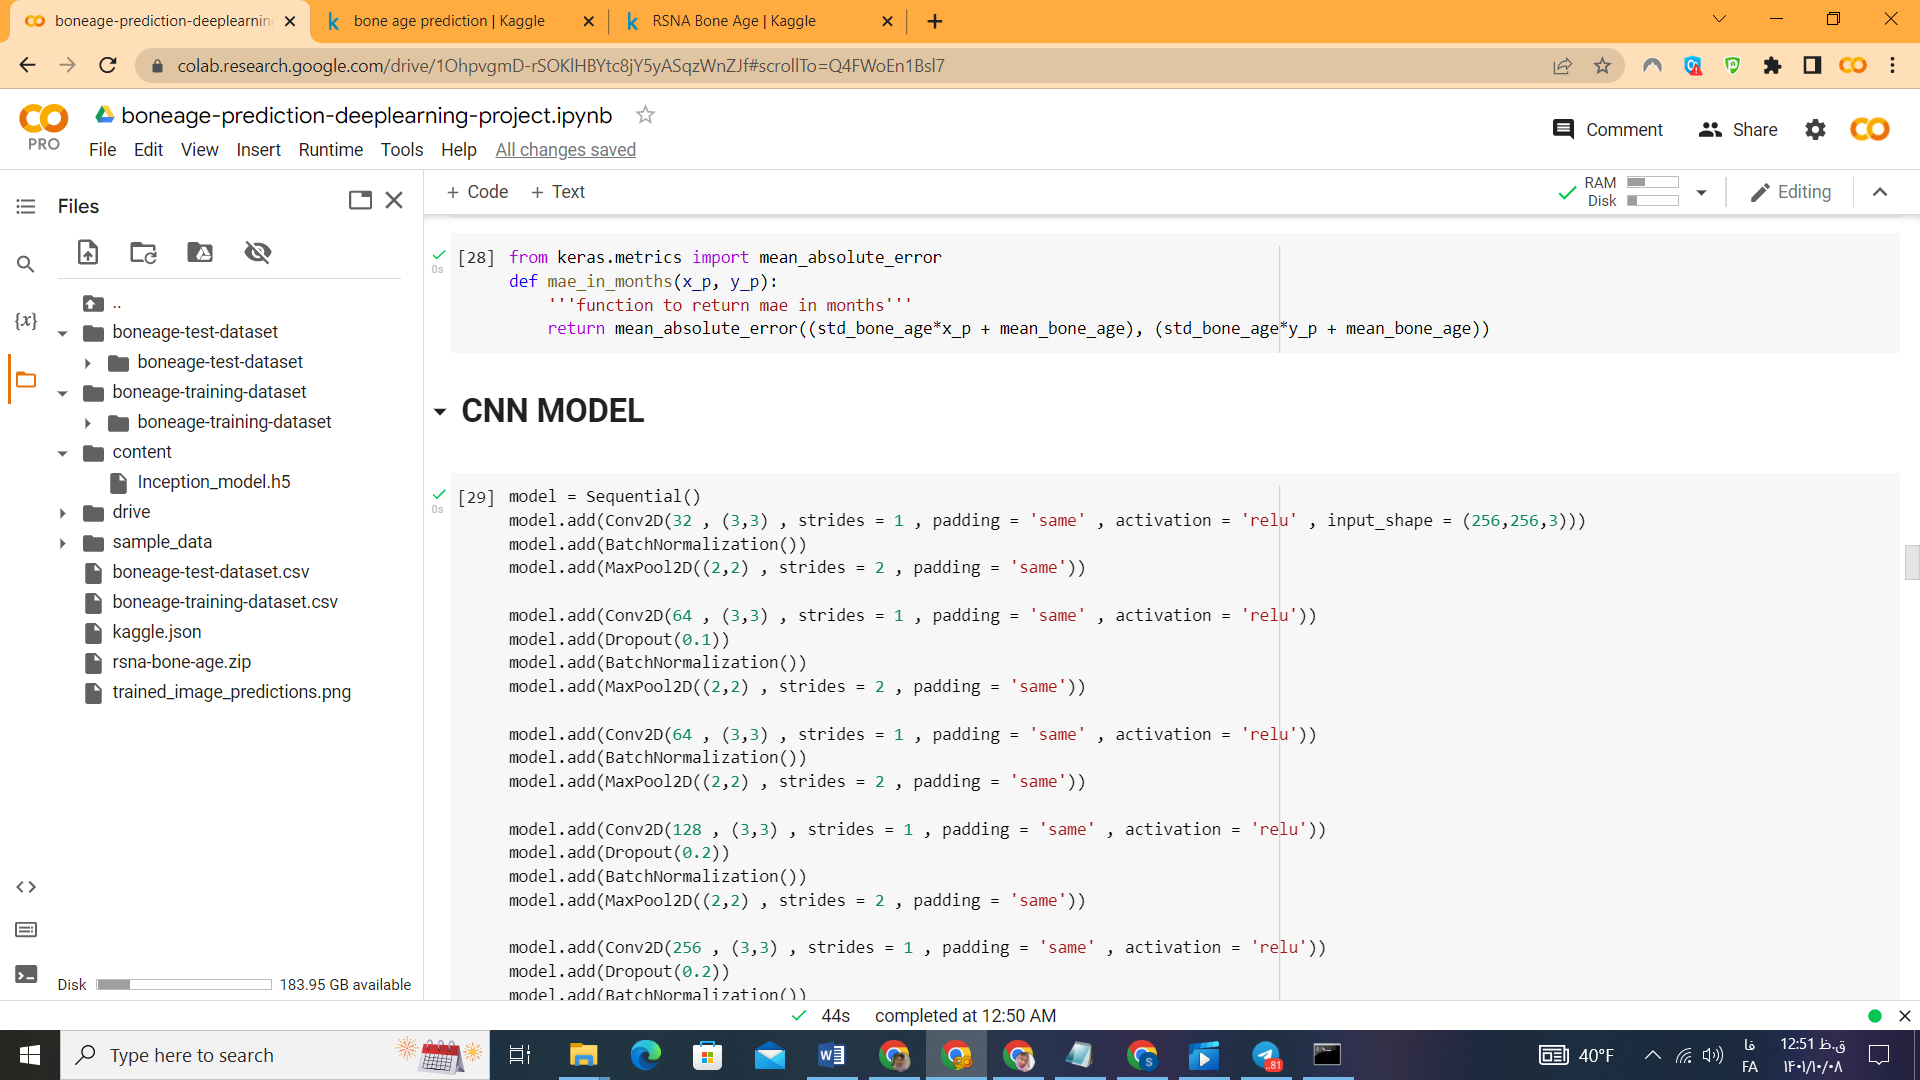 boneage-prediction-deeplearnin
bone age prediction | Kaggle
RSNA Bone Age | Kaggle
colab.research.google.com/drive/1OhpvgmD-rSOKlHBYtc8jY5yASqzWnZJf#scrollTo=Q4FWoEn1Bsl7
PRO
boneage-prediction-deeplearning-project.ipynb
File Edit View Insert Runtime Tools Help All changes saved
Comment
Share
Files
+ Code + Text
RAM
Disk
Editing
..
boneage-test-dataset
boneage-test-dataset
boneage-training-dataset
boneage-training-dataset
content
Inception_model.h5
drive
sample_data
boneage-test-dataset.csv
boneage-training-dataset.csv
kaggle.json
rsna-bone-age.zip
trained_image_predictions.png
Disk 183.95 GB available
0s
[28] from keras.metrics import mean_absolute_error
def mae_in_months(x_p, y_p):
'''function to return mae in months'''
return mean_absolute_error((std_bone_age*x_p + mean_bone_age), (std_bone_age*y_p + mean_bone_age))
CNN MODEL
0s
[29] model = Sequential()
model.add(Conv2D(32 , (3,3) , strides = 1 , padding = 'same' , activation = 'relu' , input_shape = (256,256,3)))
model.add(BatchNormalization())
model.add(MaxPool2D((2,2) , strides = 2 , padding = 'same'))
model.add(Conv2D(64 , (3,3) , strides = 1 , padding = 'same' , activation = 'relu'))
model.add(Dropout(0.1))
model.add(BatchNormalization())
model.add(MaxPool2D((2,2) , strides = 2 , padding = 'same'))
model.add(Conv2D(64 , (3,3) , strides = 1 , padding = 'same' , activation = 'relu'))
model.add(BatchNormalization())
model.add(MaxPool2D((2,2) , strides = 2 , padding = 'same'))
model.add(Conv2D(128 , (3,3) , strides = 1 , padding = 'same' , activation = 'relu'))
model.add(Dropout(0.2))
model.add(BatchNormalization())
model.add(MaxPool2D((2,2) , strides = 2 , padding = 'same'))
model.add(Conv2D(256 , (3,3) , strides = 1 , padding = 'same' , activation = 'relu'))
model.add(Dropout(0.2))
model.add(BatchNormalization())
44s completed at 12:50 AM
Type here to search
81
40°F
فا
FA
12:51 ق.ظ
۱۴۰۱/۱۰/۰۸